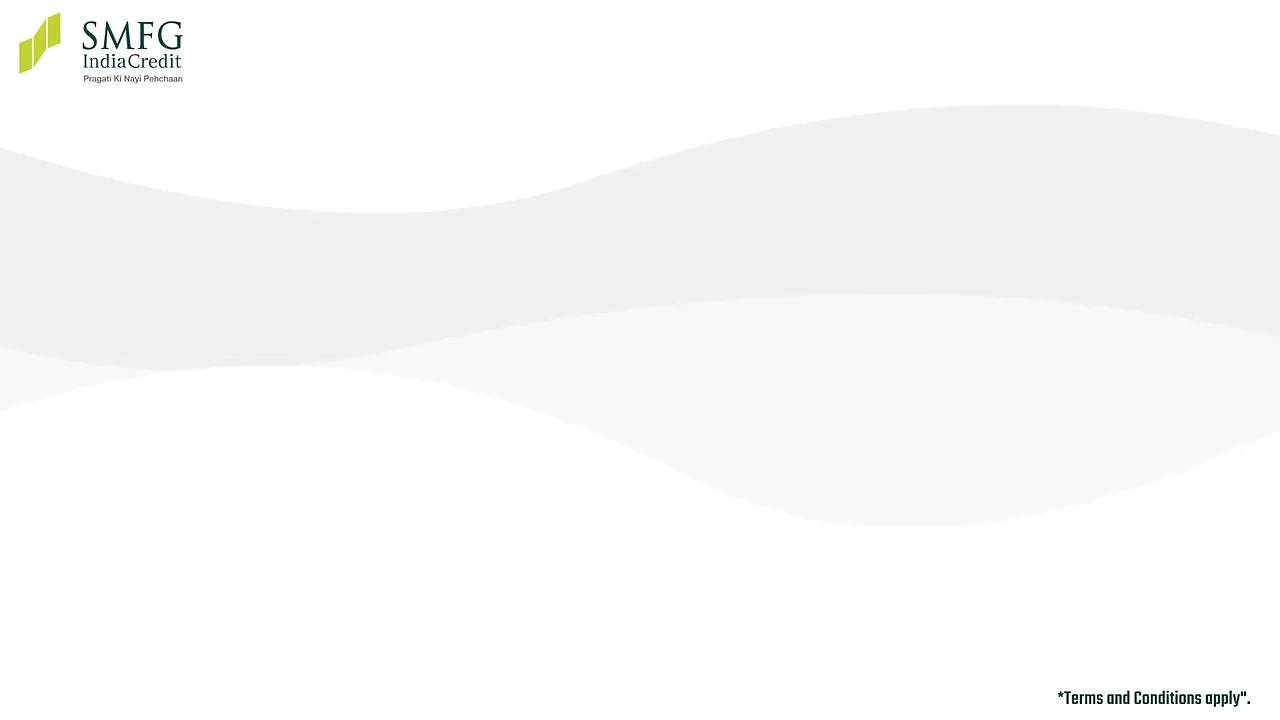 SMFG
IndiaCredit
Pragati Ki Nayi Pehchaan
*Terms and Conditions apply".